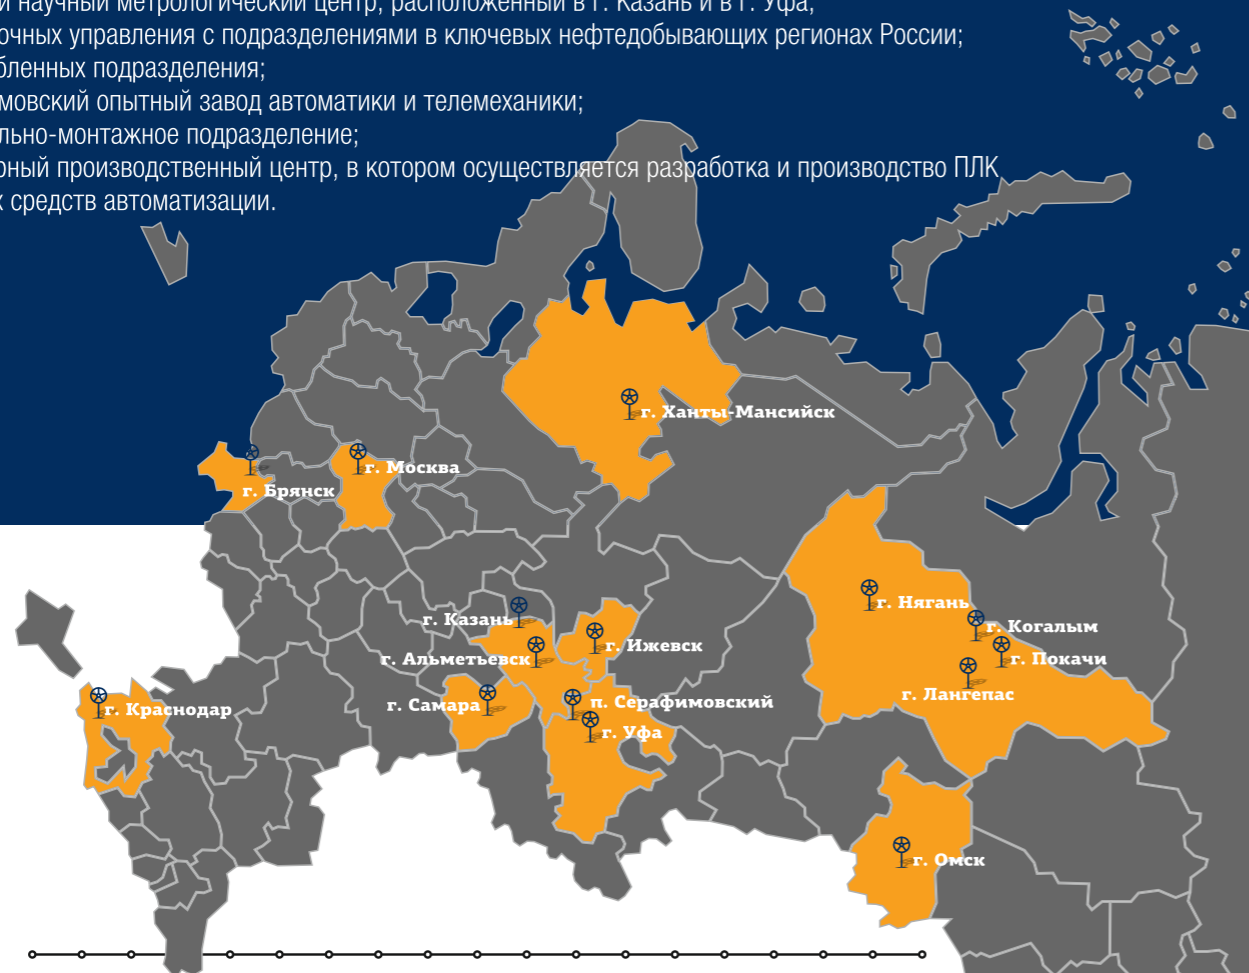 й научный метрологический центр, расположенный в г. Казань и в г. Уфа;
очных управления с подразделениями в ключевых нефтедобывающих регионах России;
бленных подразделения;
мовский опытный завод автоматики и телемеханики;
льно-монтажное подразделение;
рный производственный центр, в котором осуществляется разработка и производство ПЛК
х средств автоматизации.
г. Ханты-Мансийск
г. Москва
г. Брянск
г. Нягань
г. Казань
г. Когалым
г. Ижевск
г. Альметьевск
г. Покачи
г. Лангепас
г. Самара
п. Серафимовский
г. Краснодар
г. Уфа
г. Омск